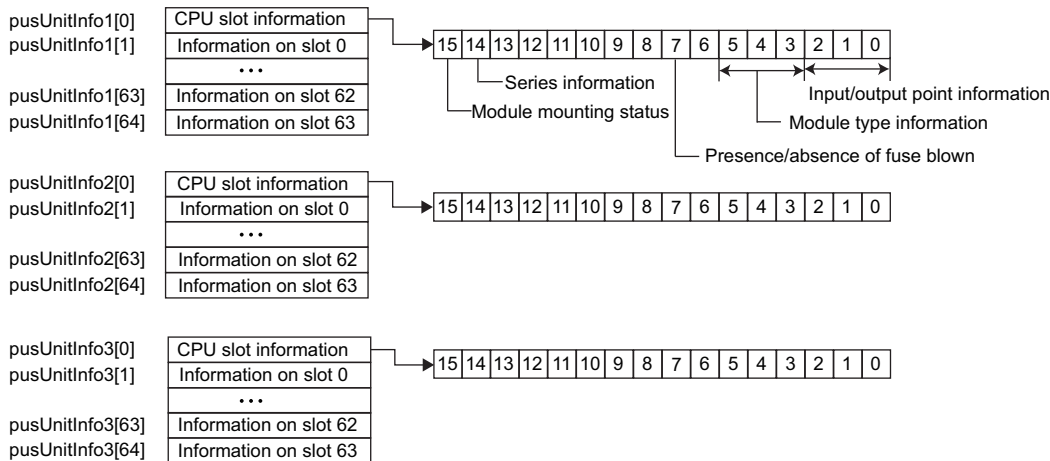 pusUnitInfo1[0] CPU slot information
pusUnitInfo1[1] Information on slot 0
...
pusUnitInfo1[63] Information on slot 62
pusUnitInfo1[64] Information on slot 63
15 14 13 12 11 10 9 8 7 6 5 4 3 2 1 0
Series information
Module mounting status
Input/output point information
Module type information
Presence/absence of fuse blown
pusUnitInfo2[0] CPU slot information
pusUnitInfo2[1] Information on slot 0
...
pusUnitInfo2[63] Information on slot 62
pusUnitInfo2[64] Information on slot 63
15 14 13 12 11 10 9 8 7 6 5 4 3 2 1 0
pusUnitInfo3[0] CPU slot information
pusUnitInfo3[1] Information on slot 0
...
pusUnitInfo3[63] Information on slot 62
pusUnitInfo3[64] Information on slot 63
15 14 13 12 11 10 9 8 7 6 5 4 3 2 1 0